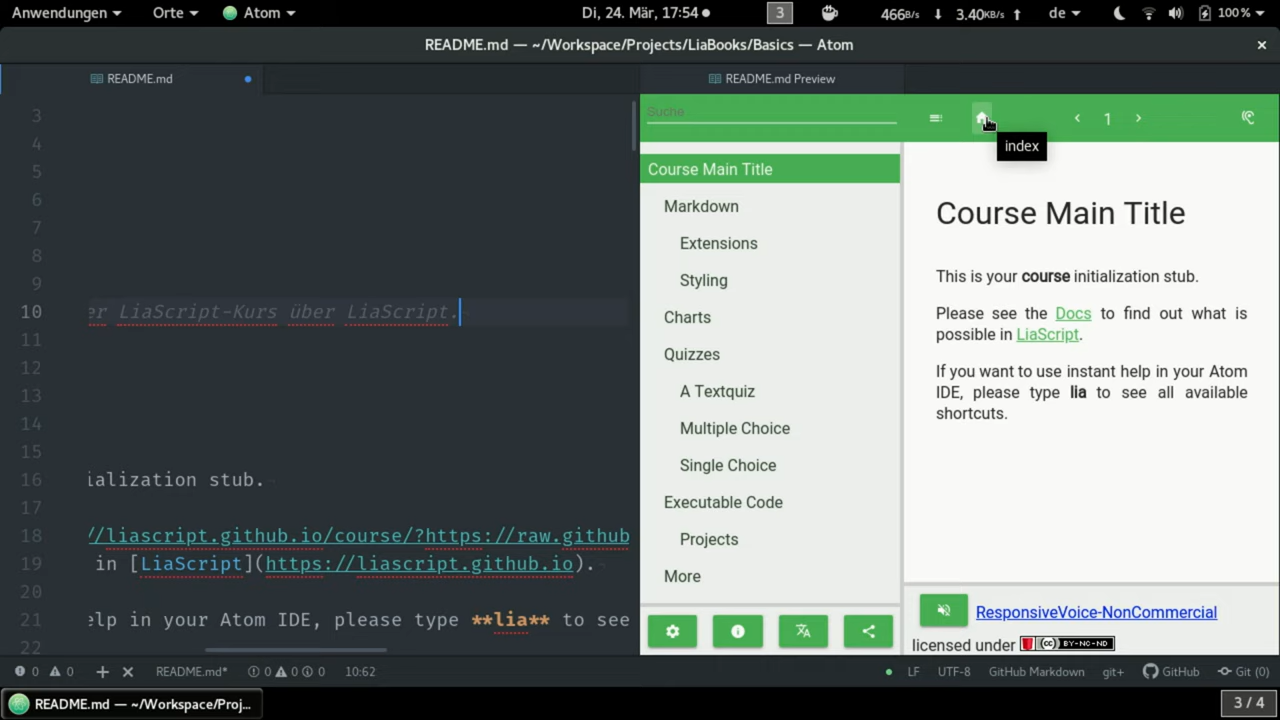 Anwendungen Orte Atom Di, 24. Mär, 17:54 3 466B/s 3.40KB/s de 100%
README.md — ~/Workspace/Projects/LiaBooks/Basics — Atom
README.md README.md Preview
3
4
5
6
7
8
9
10 er LiaScript-Kurs über LiaScript.
11
12
13
14
15
16 ialization stub.
17
18 //liascript.github.io/course/?https://raw.github
19 in [LiaScript](https://liascript.github.io).
20
21 elp in your Atom IDE, please type **lia** to see
22
Suche
1
index
Course Main Title
Markdown
Extensions
Styling
Charts
Quizzes
A Textquiz
Multiple Choice
Single Choice
Executable Code
Projects
More
Course Main Title
This is your course initialization stub.
Please see the Docs to find out what is
possible in LiaScript.
If you want to use instant help in your Atom
IDE, please type lia to see all available
shortcuts.
ResponsiveVoice-NonCommercial
licensed under cc BY-NC-ND
0 0 README.md* 0 0 0 10:62 LF UTF-8 GitHub Markdown git+ GitHub Git (0)
README.md — ~/Workspace/Proj... 3 / 4